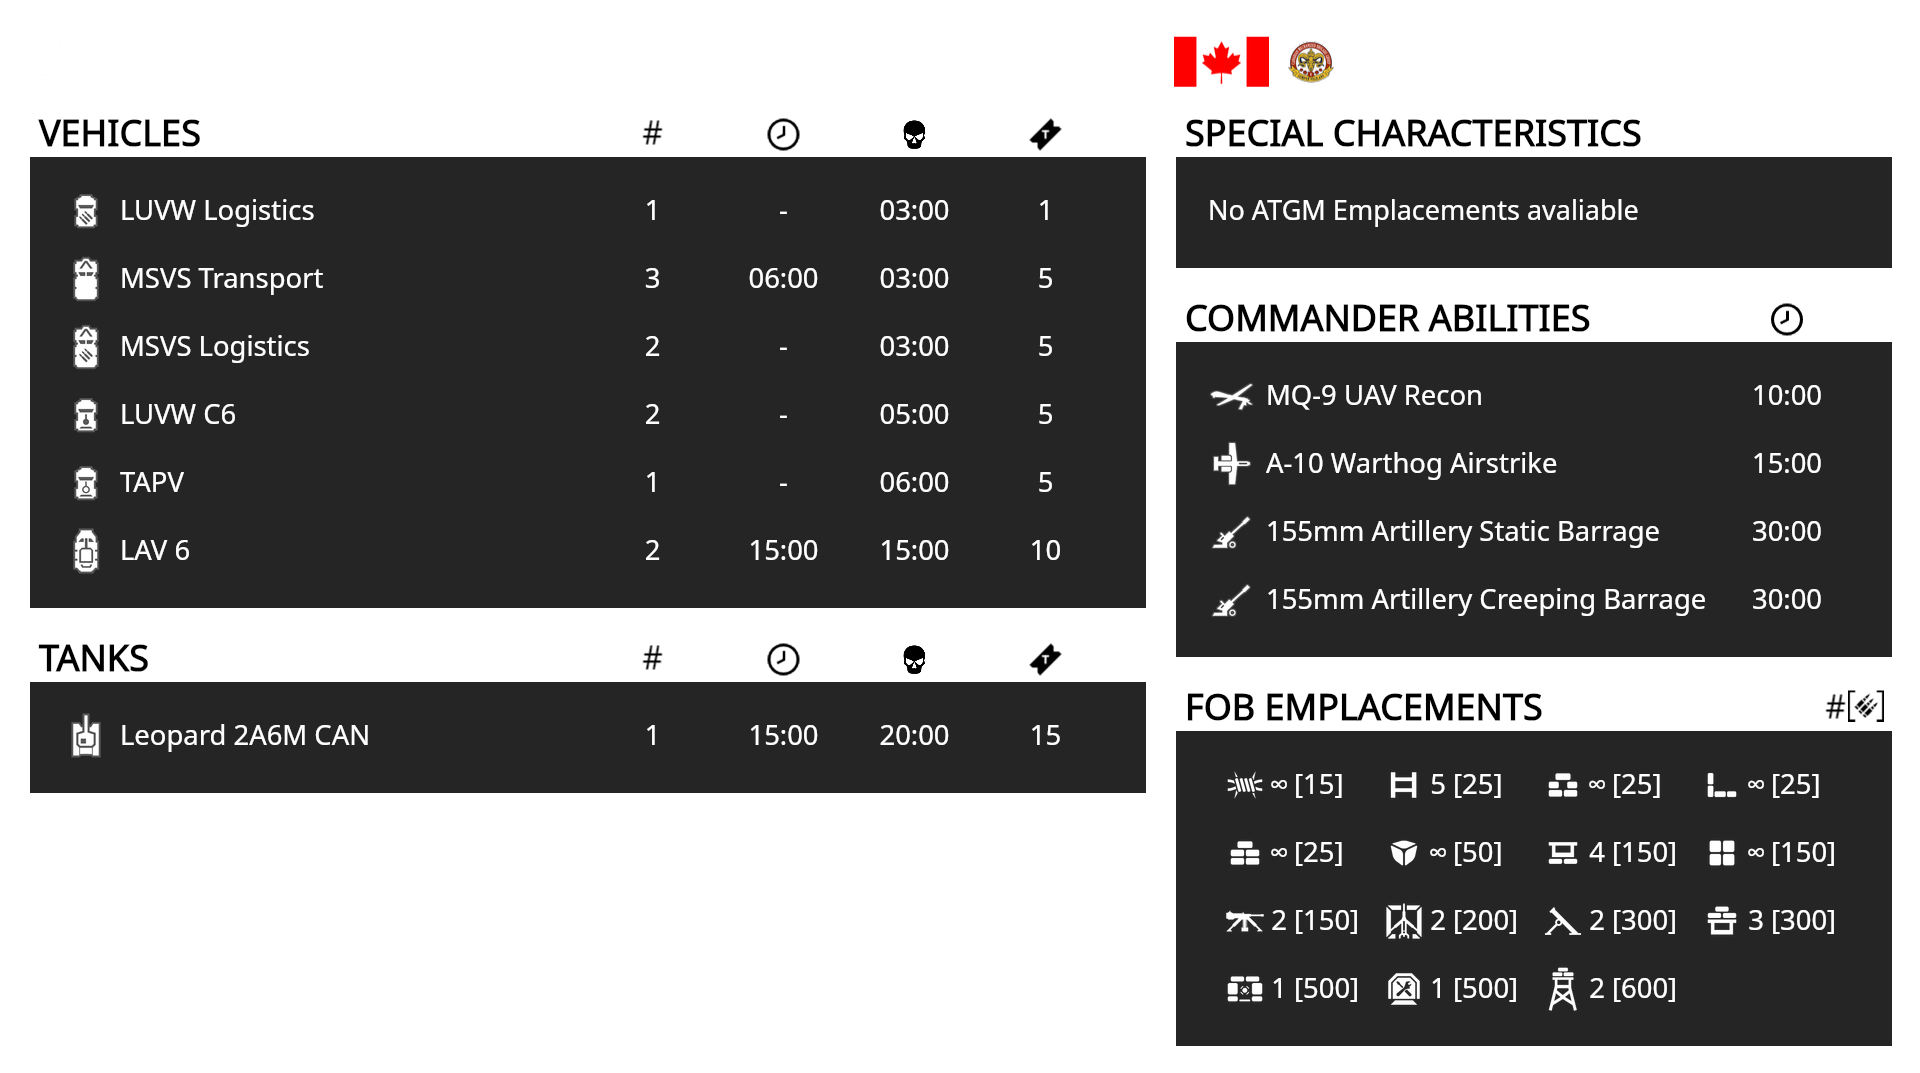 VEHICLES #
LUVW Logistics 1 - 03:00 1
MSVS Transport 3 06:00 03:00 5
MSVS Logistics 2 - 03:00 5
LUVW C6 2 - 05:00 5
TAPV 1 - 06:00 5
LAV 6 2 15:00 15:00 10
TANKS #
Leopard 2A6M CAN 1 15:00 20:00 15
SPECIAL CHARACTERISTICS
No ATGM Emplacements avaliable
COMMANDER ABILITIES
MQ-9 UAV Recon 10:00
A-10 Warthog Airstrike 15:00
155mm Artillery Static Barrage 30:00
155mm Artillery Creeping Barrage 30:00
FOB EMPLACEMENTS #[ ]
∞ [15] 5 [25] ∞ [25] ∞ [25]
∞ [25] ∞ [50] 4 [150] ∞ [150]
2 [150] 2 [200] 2 [300] 3 [300]
1 [500] 1 [500] 2 [600]